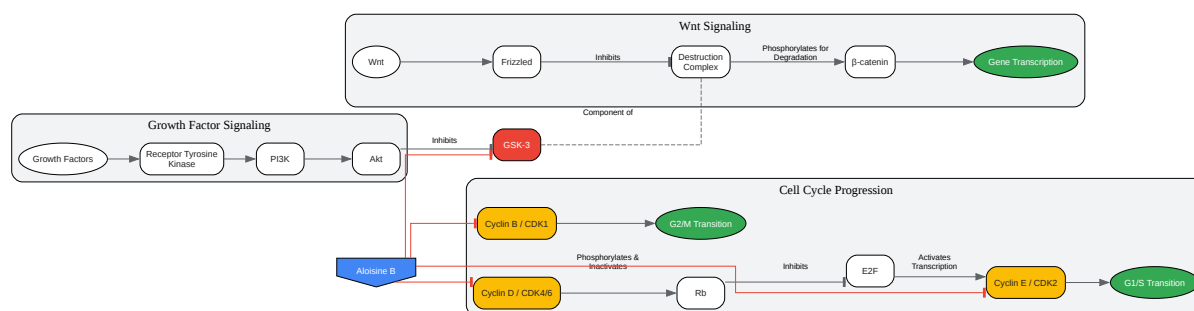 Wnt Signaling
Wnt
Frizzled
Inhibits
Destruction
Complex
Phosphorylates for
Degradation
β-catenin
Gene Transcription
Component of
Growth Factor Signaling
Growth Factors
Receptor Tyrosine
Kinase
PI3K
Akt
Inhibits
GSK-3
Cell Cycle Progression
Cyclin B / CDK1
G2/M Transition
Aloisine B
Cyclin D / CDK4/6
Phosphorylates &
Inactivates
Rb
Inhibits
E2F
Activates
Transcription
Cyclin E / CDK2
G1/S Transition